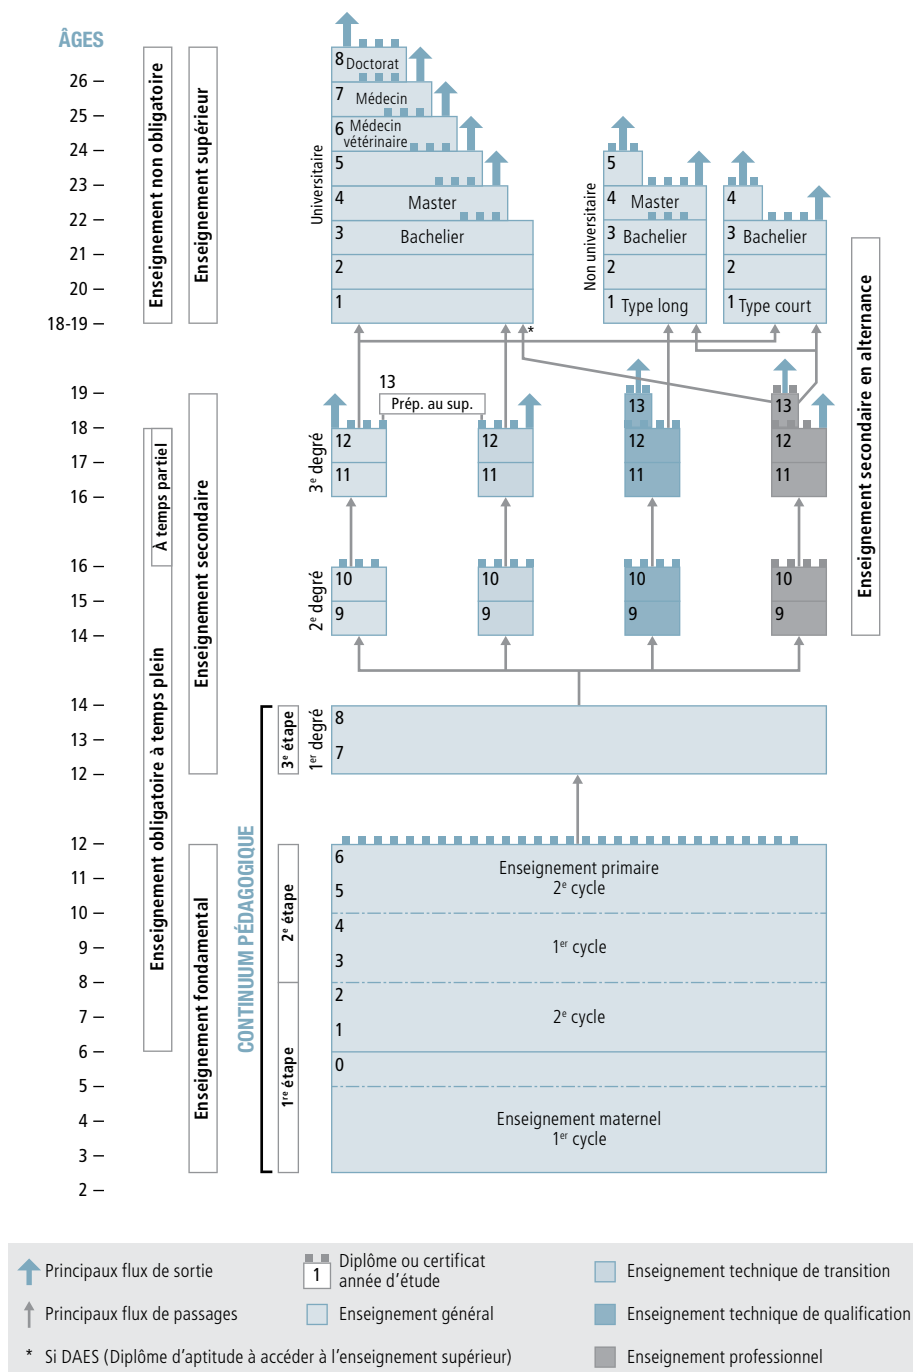 ÂGES
26
25
24
23
22
21
20
18-19
19
18
17
16
16
15
14
14
13
12
12
11
10
9
8
7
6
5
4
3
2
Enseignement non obligatoire
Enseignement supérieur
À temps partiel
Enseignement obligatoire à temps plein
Enseignement secondaire
Enseignement fondamental
CONTINUUM PÉDAGOGIQUE
3e étape
2e étape
1re étape
Universitaire
8 Doctorat
7 Médecin
6 Médecin
vétérinaire
5
4 Master
3 Bachelier
2
1
Non universitaire
5
4 Master
3 Bachelier
2
1 Type long
4
3 Bachelier
2
1 Type court
*
Enseignement secondaire en alternance
3e degré
13
Prép. au sup.
13
13
12
12
12
12
11
11
11
11
2e degré
10
10
10
10
9
9
9
9
1er degré
8
7
6
Enseignement primaire
5
2e cycle
4
1er cycle
3
2
2e cycle
1
0
Enseignement maternel
1er cycle
Principaux flux de sortie
Principaux flux de passages
* Si DAES (Diplôme d'aptitude à accéder à l'enseignement supérieur)
1
Diplôme ou certificat
année d'étude
Enseignement général
Enseignement technique de transition
Enseignement technique de qualification
Enseignement professionnel